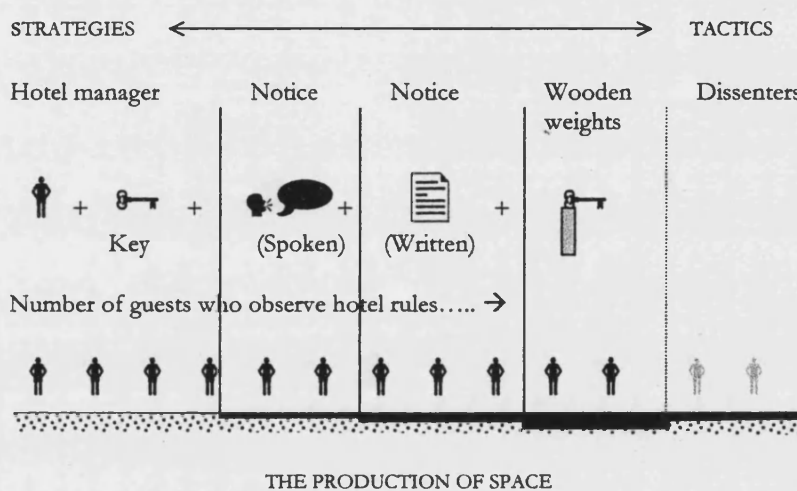 STRATEGIES TACTICS
Hotel manager Notice Notice Wooden weights Dissenters
+ + + +
Key (Spoken) (Written)
Number of guests who observe hotel rules….. →
THE PRODUCTION OF SPACE